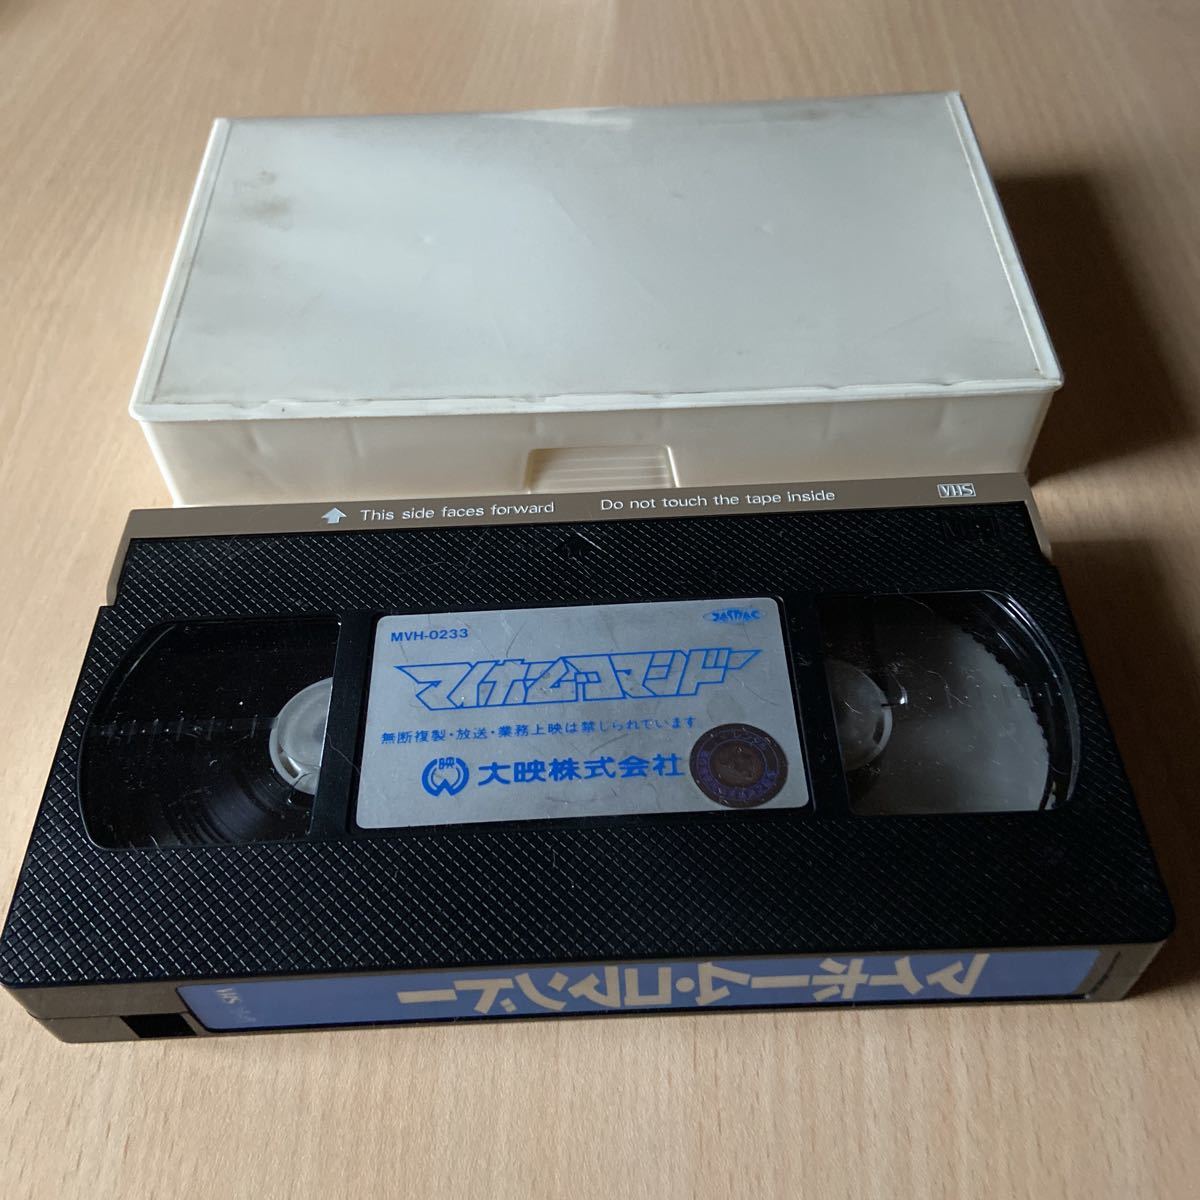 This side faces forward
Do not touch the tape inside
VHS
MVH-0233
JASRAC
マイホーム・コマンドー
無断複製・放送・業務上映は禁じられています
映 大映株式会社
マイホーム・コマンドー
VHS